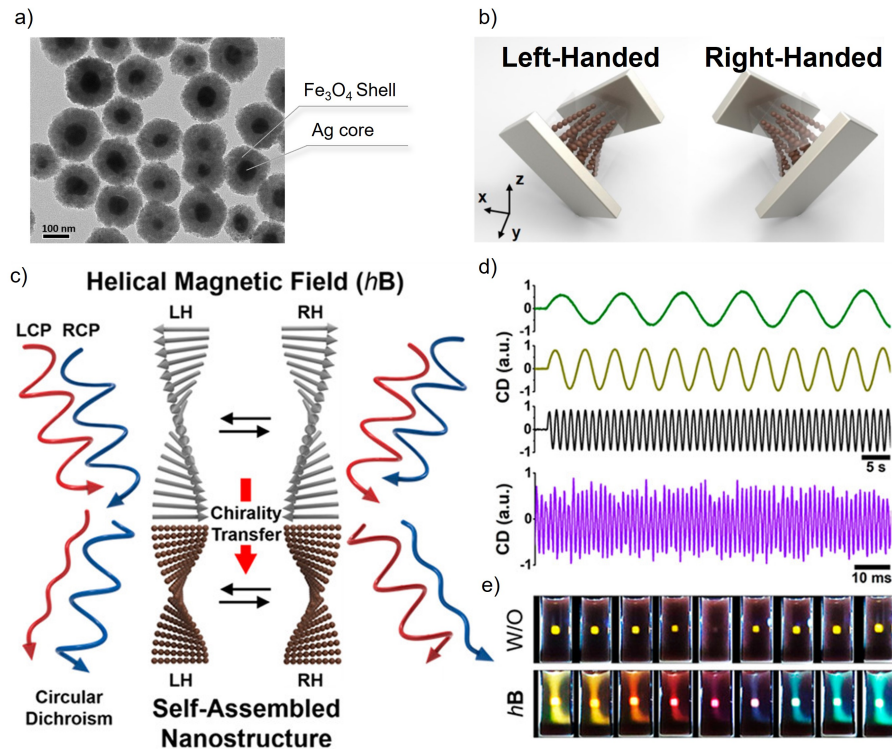 a)
Fe3O4 Shell
Ag core
100 nm
b)
Left-Handed
Right-Handed
z
x
y
c)
Helical Magnetic Field (hB)
LH
RH
LCP
RCP
Chirality
Transfer
LH
RH
Circular
Dichroism
Self-Assembled
Nanostructure
d)
CD (a.u.)
1
0
-1
CD (a.u.)
1
0
-1
CD (a.u.)
1
0
-1
5 s
CD (a.u.)
1
0
-1
10 ms
e)
W/O
hB